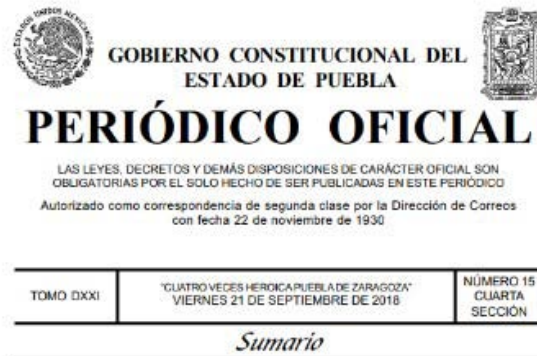 GOBIERNO CONSTITUCIONAL DEL
ESTADO DE PUEBLA
PERIÓDICO OFICIAL
LAS LEYES, DECRETOS Y DEMÁS DISPOSICIONES DE CARÁCTER OFICIAL SON
OBLIGATORIAS POR EL SOLO HECHO DE SER PUBLICADAS EN ESTE PERIÓDICO
Autorizado como correspondencia de segunda clase por la Dirección de Correos
con fecha 22 de noviembre de 1930
TOMO DXXI
"CUATRO VECES HEROICA PUEBLA DE ZARAGOZA"
VIERNES 21 DE SEPTIEMBRE DE 2018
NÚMERO 15
CUARTA
SECCIÓN
Sumario